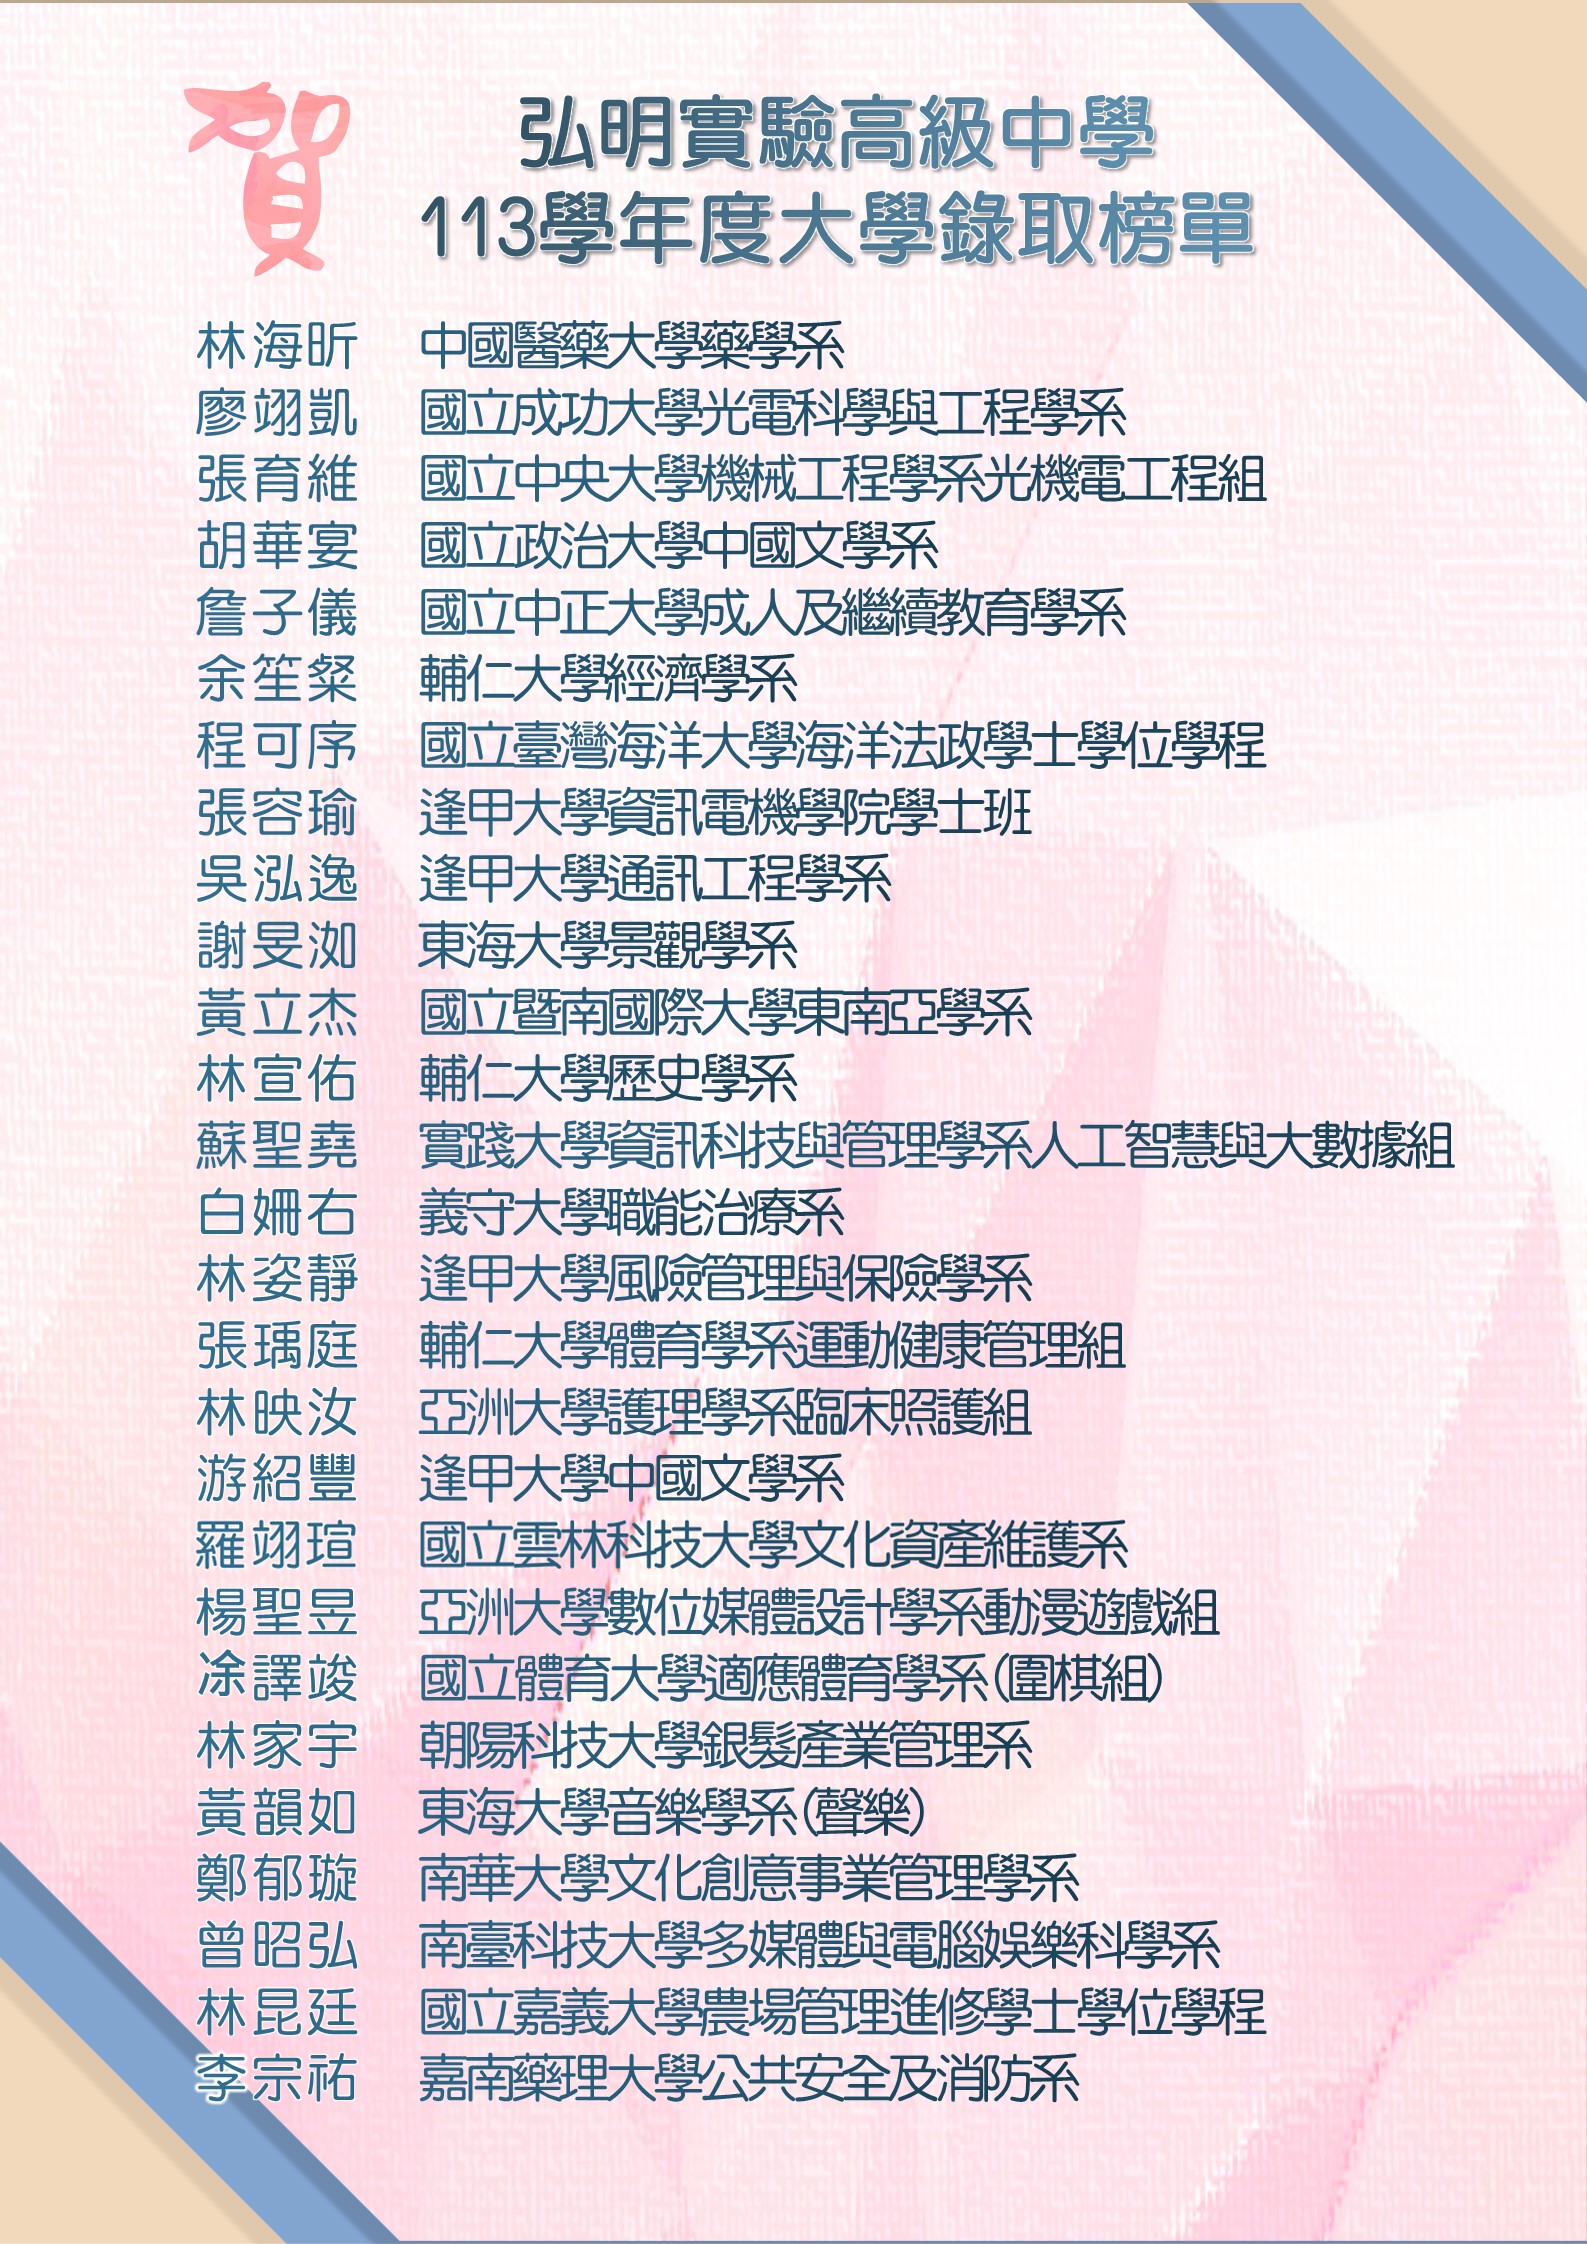 賀
弘明實驗高級中學
113學年度大學錄取榜單
林海昕 中國醫藥大學藥學系
廖翊凱 國立成功大學光電科學與工程學系
張育維 國立中央大學機械工程學系光機電工程組
胡華宴 國立政治大學中國文學系
詹子儀 國立中正大學成人及繼續教育學系
余笙粲 輔仁大學經濟學系
程可序 國立臺灣海洋大學海洋法政學士學位學程
張容瑜 逢甲大學資訊電機學院學士班
吳泓逸 逢甲大學通訊工程學系
謝旻洳 東海大學景觀學系
黃立杰 國立暨南國際大學東南亞學系
林宣佑 輔仁大學歷史學系
蘇聖堯 實踐大學資訊科技與管理學系人工智慧與大數據組
白姍右 義守大學職能治療系
林姿靜 逢甲大學風險管理與保險學系
張瑀庭 輔仁大學體育學系運動健康管理組
林映汝 亞洲大學護理學系臨床照護組
游紹豐 逢甲大學中國文學系
羅翊瑄 國立雲林科技大學文化資產維護系
楊聖昱 亞洲大學數位媒體設計學系動漫遊戲組
凃譯竣 國立體育大學適應體育學系(圍棋組)
林家宇 朝陽科技大學銀髮產業管理系
黃韻如 東海大學音樂學系(聲樂)
鄭郁璇 南華大學文化創意事業管理學系
曾昭弘 南臺科技大學多媒體與電腦娛樂科學系
林昆廷 國立嘉義大學農場管理進修學士學位學程
李宗祐 嘉南藥理大學公共安全及消防系